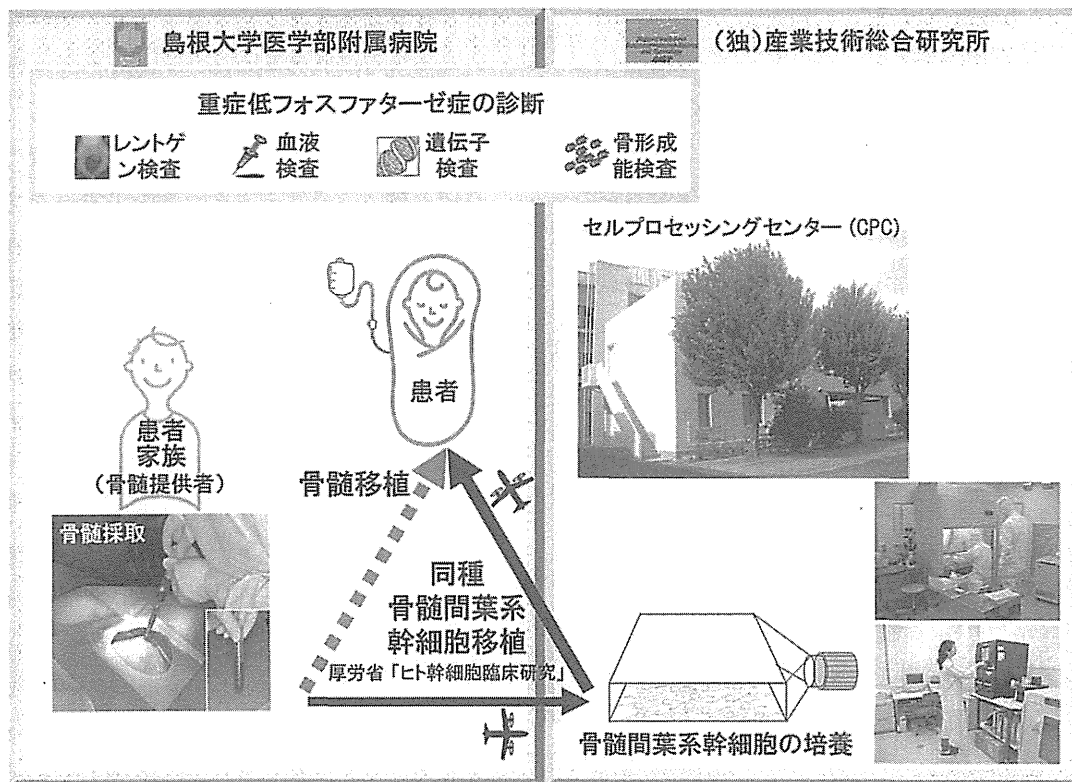 島根大学医学部附属病院
(独)産業技術総合研究所
重症低フォスファターゼ症の診断
レントゲ
ン検査
血液
検査
遺伝子
検査
骨形成
能検査
セルプロセッシングセンター (CPC)
患者
患者
家族
(骨髄提供者)
骨髄移植
骨髄採取
同種
骨髄間葉系
幹細胞移植
厚労省「ヒト幹細胞臨床研究」
骨髄間葉系幹細胞の培養